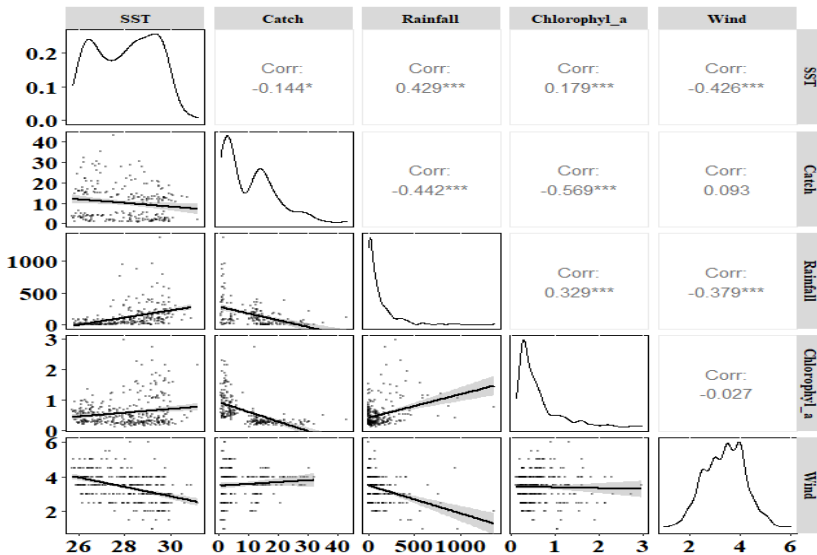 SST Catch Rainfall Chlorophyl_a Wind
0.2
0.1
0.0
Corr:
-0.144*
Corr:
0.429***
Corr:
0.179***
Corr:
-0.426***
SST
40
30
20
10
0
Corr:
-0.442***
Corr:
-0.569***
Corr:
0.093
Catch
1000
500
0
Corr:
0.329***
Corr:
-0.379***
Rainfall
3
2
1
0
Corr:
-0.027
Chlorophyl_a
6
4
2
Wind
26 28 30 0 10 20 30 40 0 500 1000 0 1 2 3 2 4 6